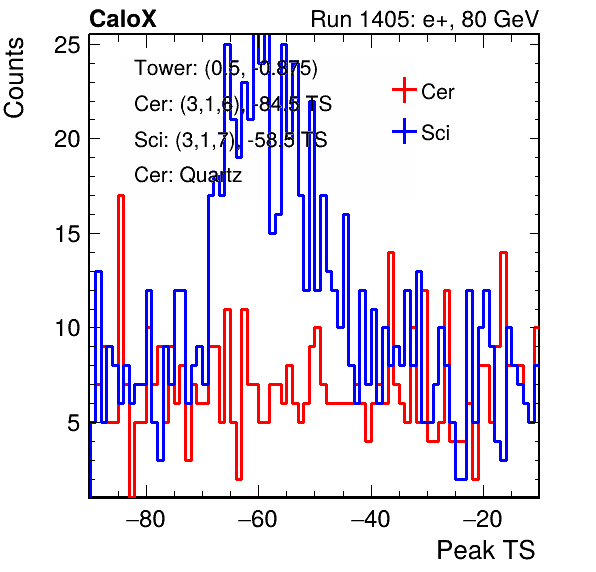 CaloX Run 1405: e+, 80 GeV
Counts
25
20
15
10
5
Tower: (0.5, -0.875)
Cer: (3,1,6), -84.5 TS
Sci: (3,1,7), -58.5 TS
Cer: Quartz
Cer
Sci
−80 −60 −40 −20
Peak TS